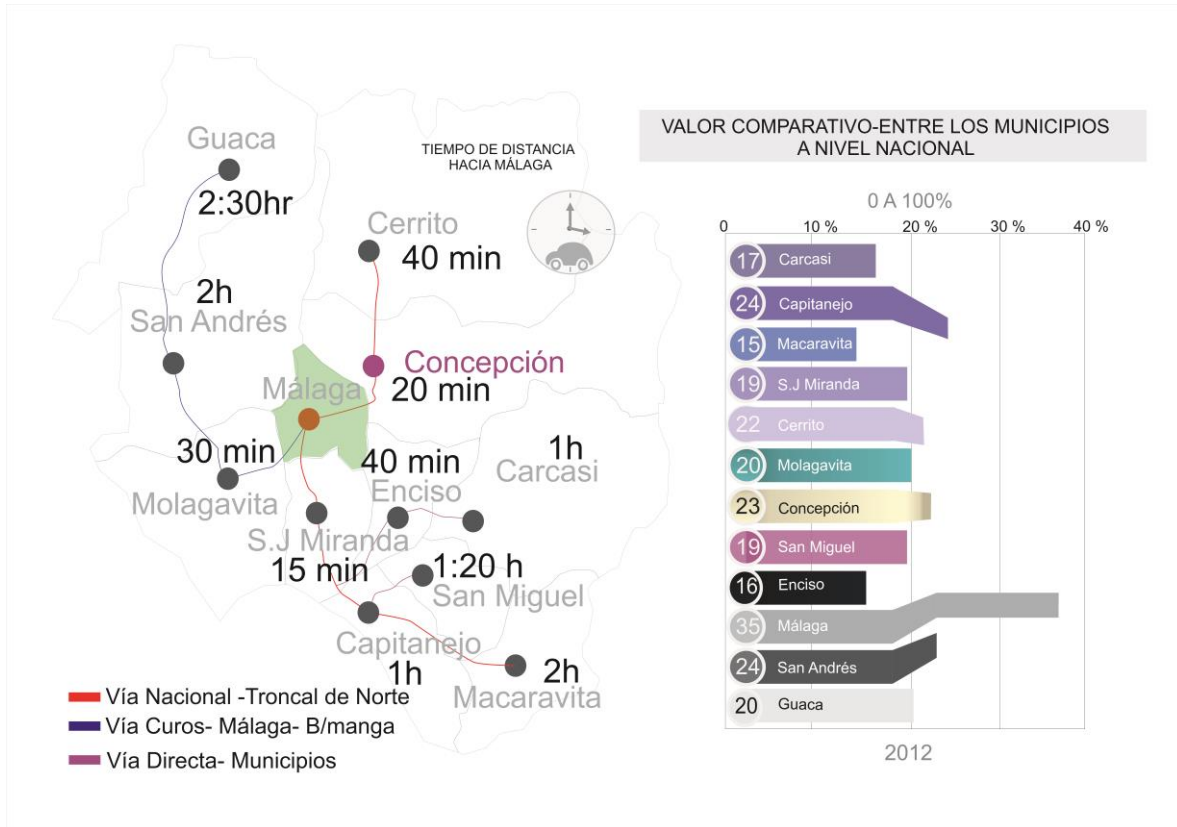 Guaca
2:30hr
TIEMPO DE DISTANCIA
HACIA MÁLAGA
Cerrito
40 min
2h
San Andrés
Concepción
20 min
Málaga
30 min
Molagavita
40 min
Enciso
1h
Carcasi
S.J Miranda
15 min
1:20 h
San Miguel
Capitanejo
1h
2h
Macaravita
Vía Nacional -Troncal de Norte
Vía Curos- Málaga- B/manga
Vía Directa- Municipios
VALOR COMPARATIVO-ENTRE LOS MUNICIPIOS
A NIVEL NACIONAL
0 A 100%
0 10 % 20 % 30 % 40 %
17 Carcasi
24 Capitanejo
15 Macaravita
19 S.J Miranda
22 Cerrito
20 Molagavita
23 Concepción
19 San Miguel
16 Enciso
35 Málaga
24 San Andrés
20 Guaca
2012